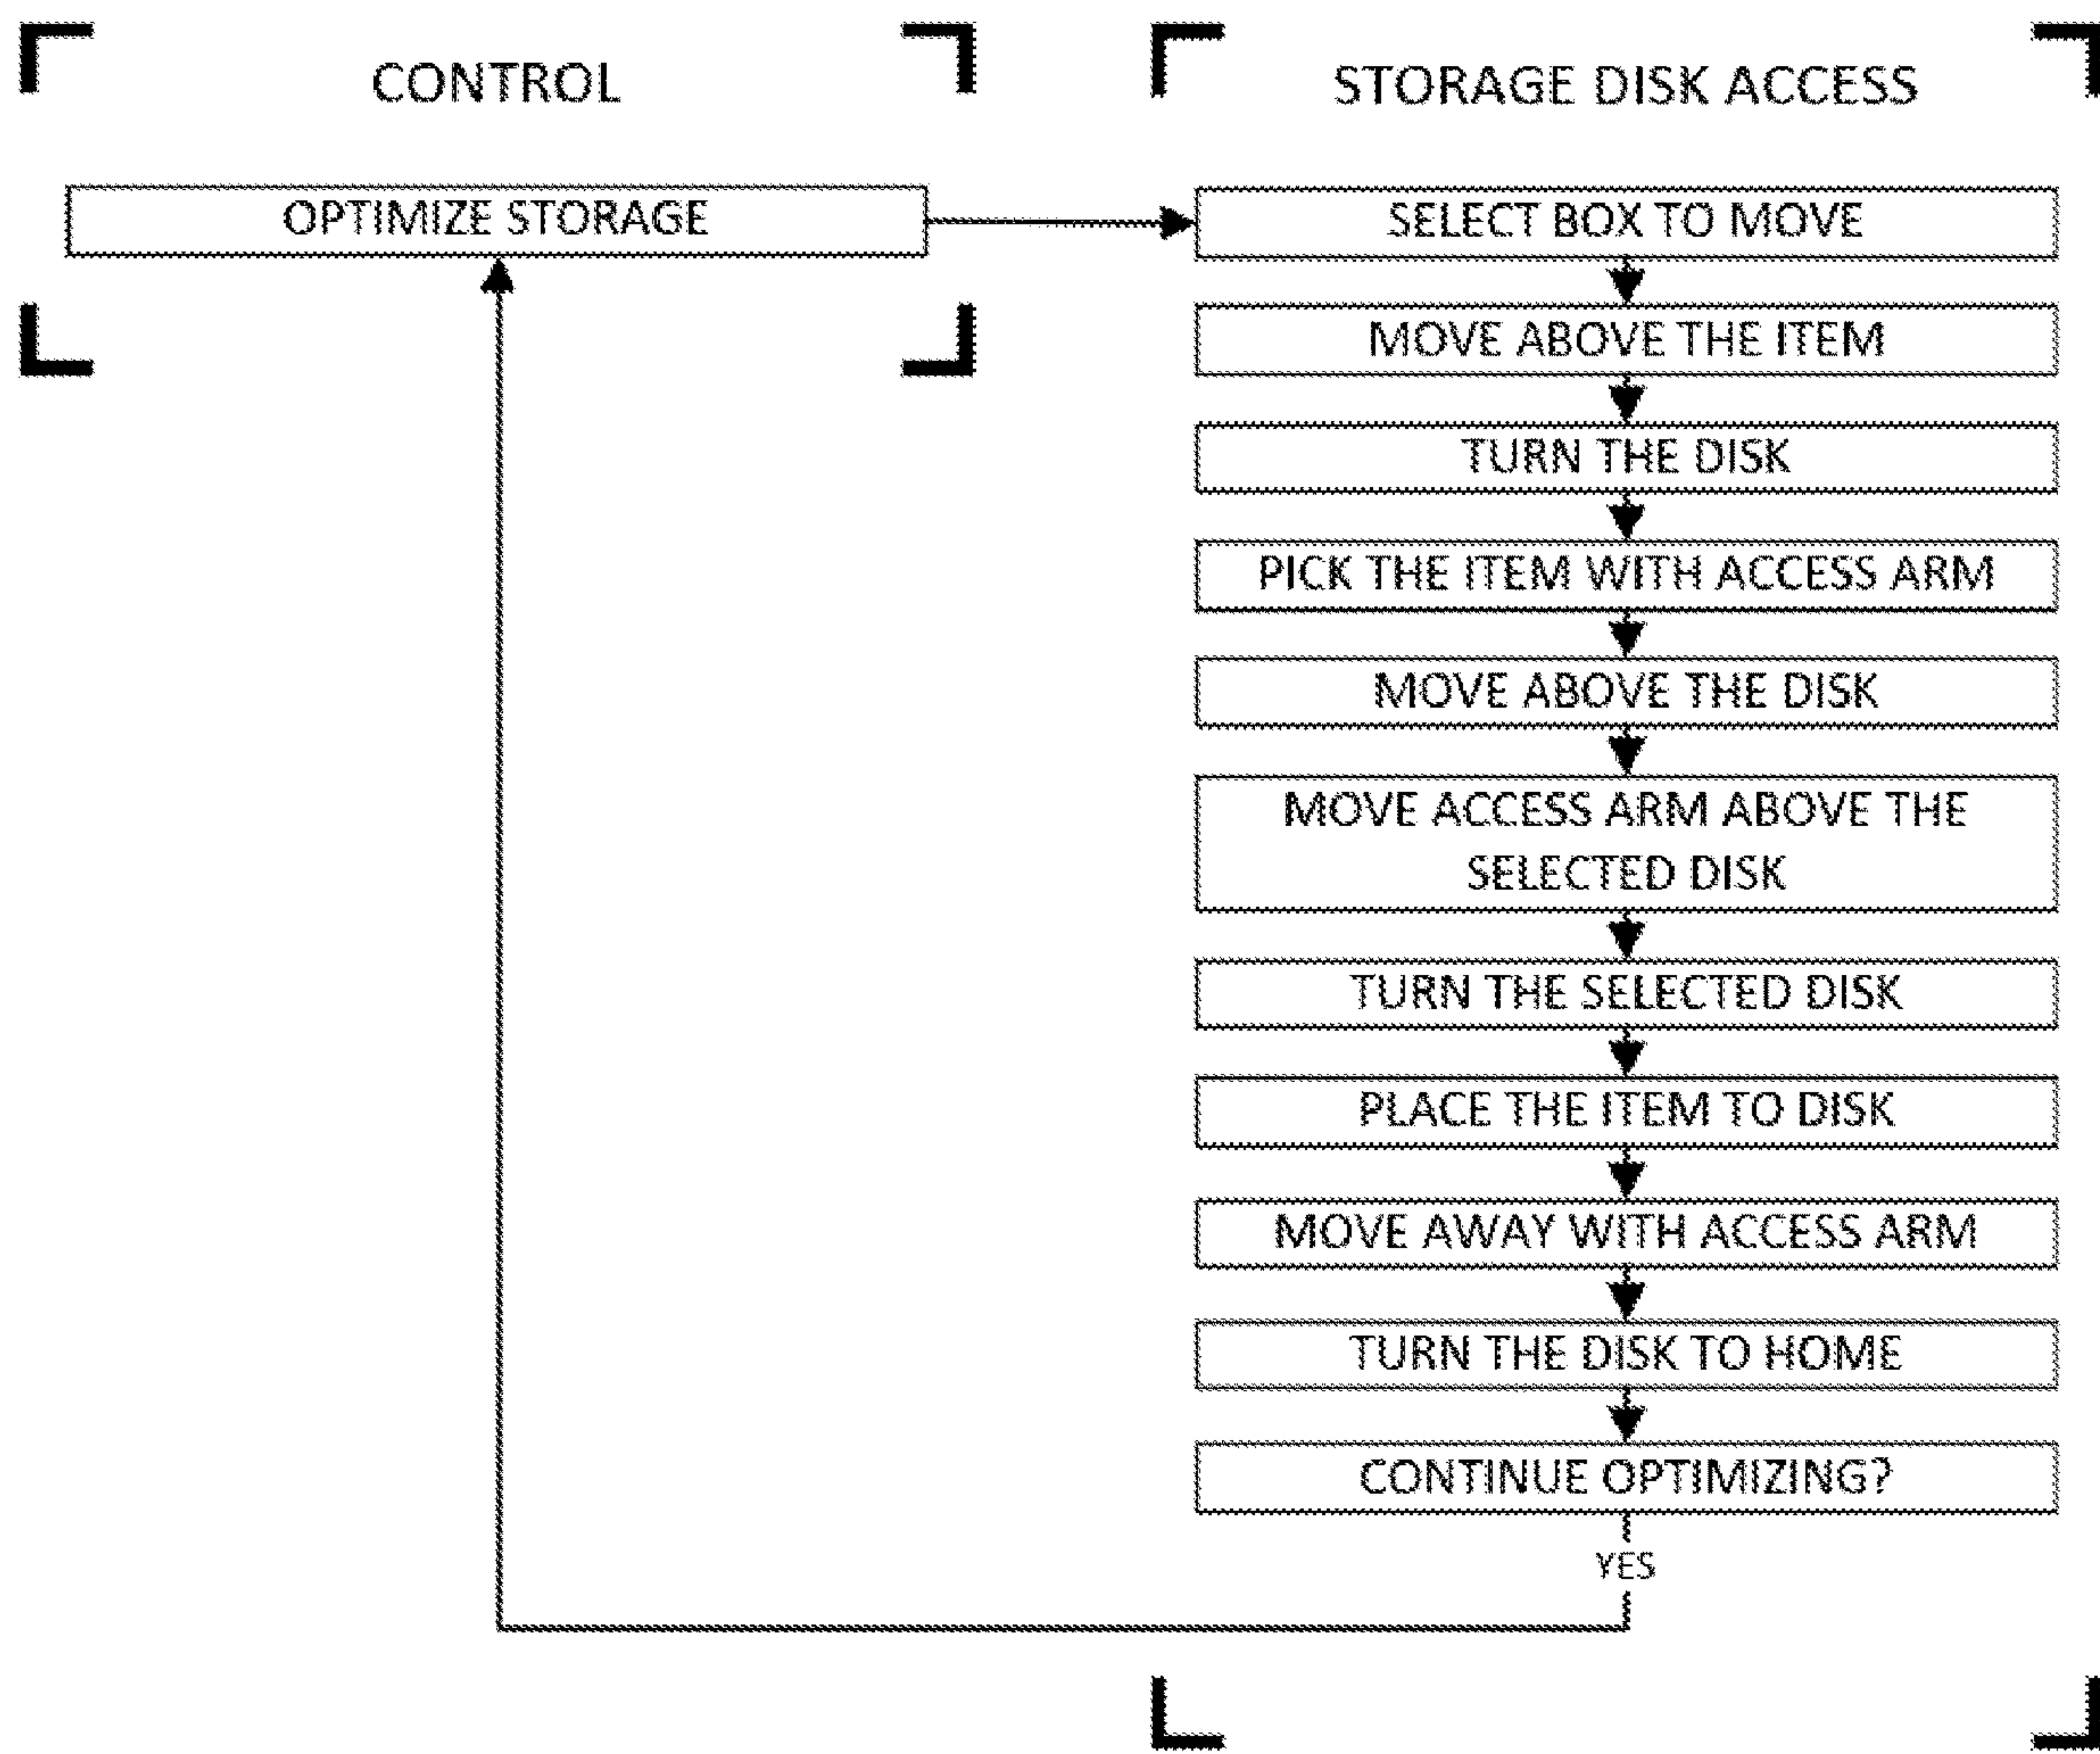 CONTROL
OPTIMIZE STORAGE
STORAGE DISK ACCESS
SELECT BOX TO MOVE
MOVE ABOVE THE ITEM
TURN THE DISK
PICK THE ITEM WITH ACCESS ARM
MOVE ABOVE THE DISK
MOVE ACCESS ARM ABOVE THE
SELECTED DISK
TURN THE SELECTED DISK
PLACE THE ITEM TO DISK
MOVE AWAY WITH ACCESS ARM
TURN THE DISK TO HOME
CONTINUE OPTIMIZING?
YES